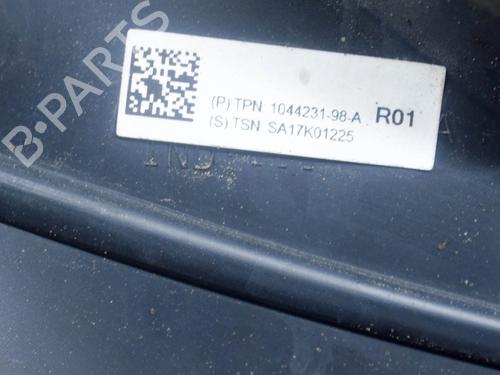 B-PARTS
(P) TPN 1044231-98-A R01
(S) TSN SA17K01225